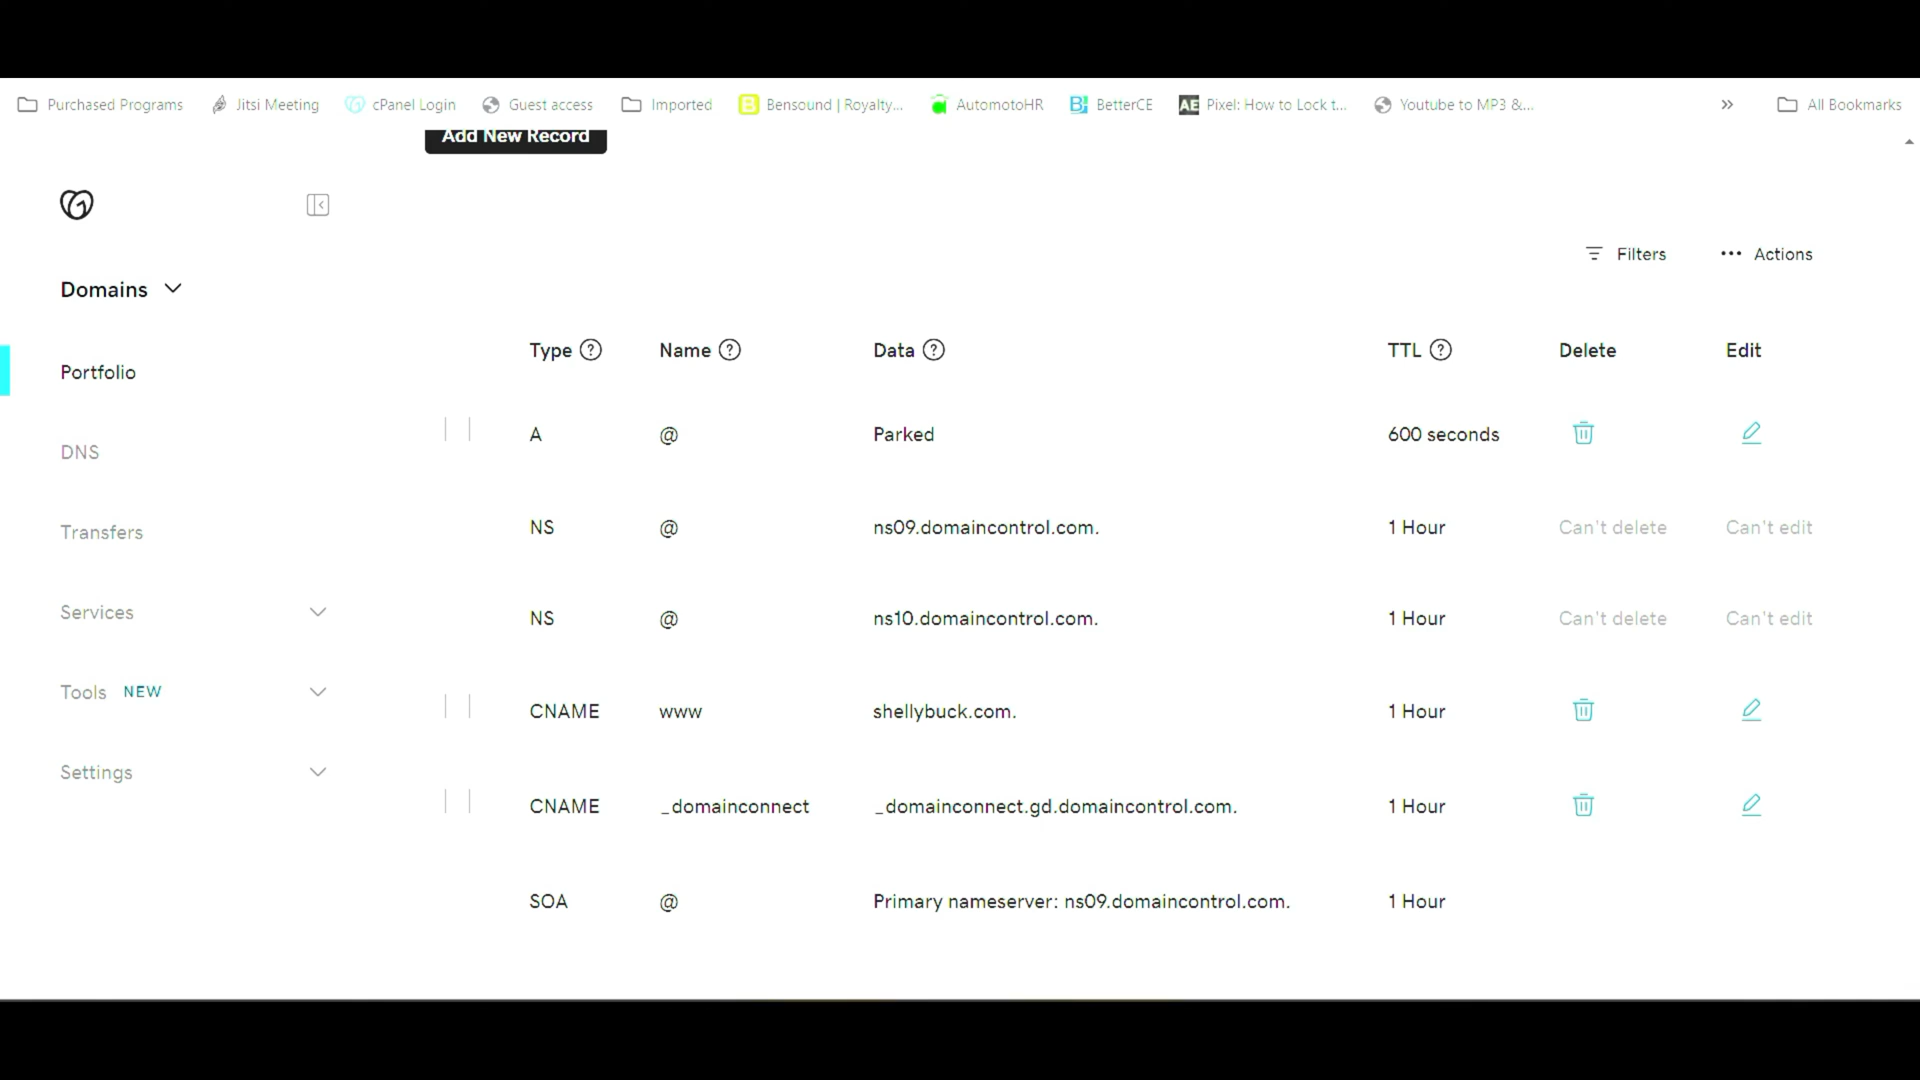 Purchased Programs Jitsi Meeting cPanel Login Guest access Imported Bensound | Royalty... AutomotoHR BetterCE AE Pixel: How to Lock t... Youtube to MP3 &... » All Bookmarks
Add New Record
Filters Actions
Domains
Type ? Name ? Data ? TTL ? Delete Edit
Portfolio
A @ Parked 600 seconds
DNS
NS @ ns09.domaincontrol.com. 1 Hour Can't delete Can't edit
Transfers
Services
NS @ ns10.domaincontrol.com. 1 Hour Can't delete Can't edit
Tools NEW
CNAME www shellybuck.com. 1 Hour
Settings
CNAME _domainconnect _domainconnect.gd.domaincontrol.com. 1 Hour
SOA @ Primary nameserver: ns09.domaincontrol.com. 1 Hour